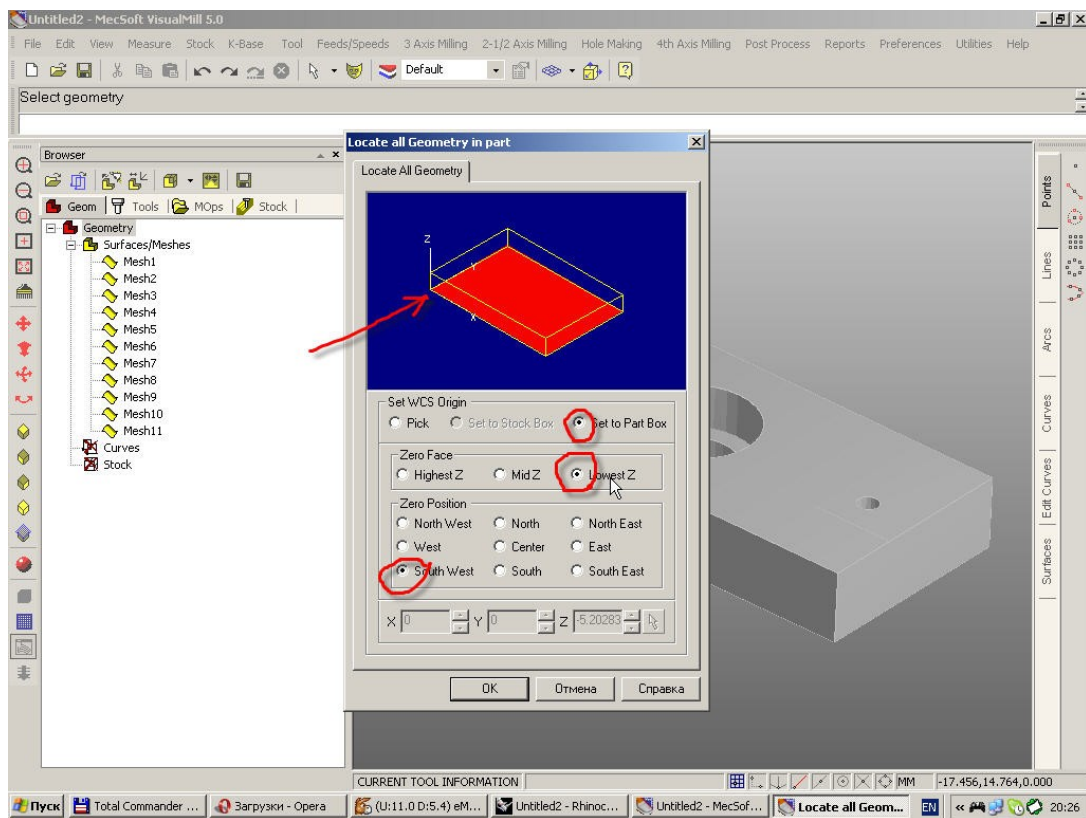 Untitled2 - MecSoft VisualMill 5.0
File Edit View Measure Stock K-Base Tool Feeds/Speeds 3 Axis Milling 2-1/2 Axis Milling Hole Making 4th Axis Milling Post Process Reports Preferences Utilities Help
Default
Select geometry
Browser
Geom Tools MOps Stock
Geometry
Surfaces/Meshes
Mesh1
Mesh2
Mesh3
Mesh4
Mesh5
Mesh6
Mesh7
Mesh8
Mesh9
Mesh10
Mesh11
Curves
Stock
Locate all Geometry in part
Locate All Geometry
Z
Y
X
Set WCS Origin
Pick Set to Stock Box Set to Part Box
Zero Face
Highest Z Mid Z Lowest Z
Zero Position
North West North North East
West Center East
South West South South East
X 0 Y 0 Z -5.20283
OK Отмена Справка
Points
Lines
Arcs
Curves
Edit Curves
Surfaces
CURRENT TOOL INFORMATION MM -17.456,14.764,0.000
Пуск Total Commander ... Загрузки - Opera (U:11.0 D:5.4) eM... Untitled2 - Rhinoc... Untitled2 - MecSof... Locate all Geom... EN 20:26